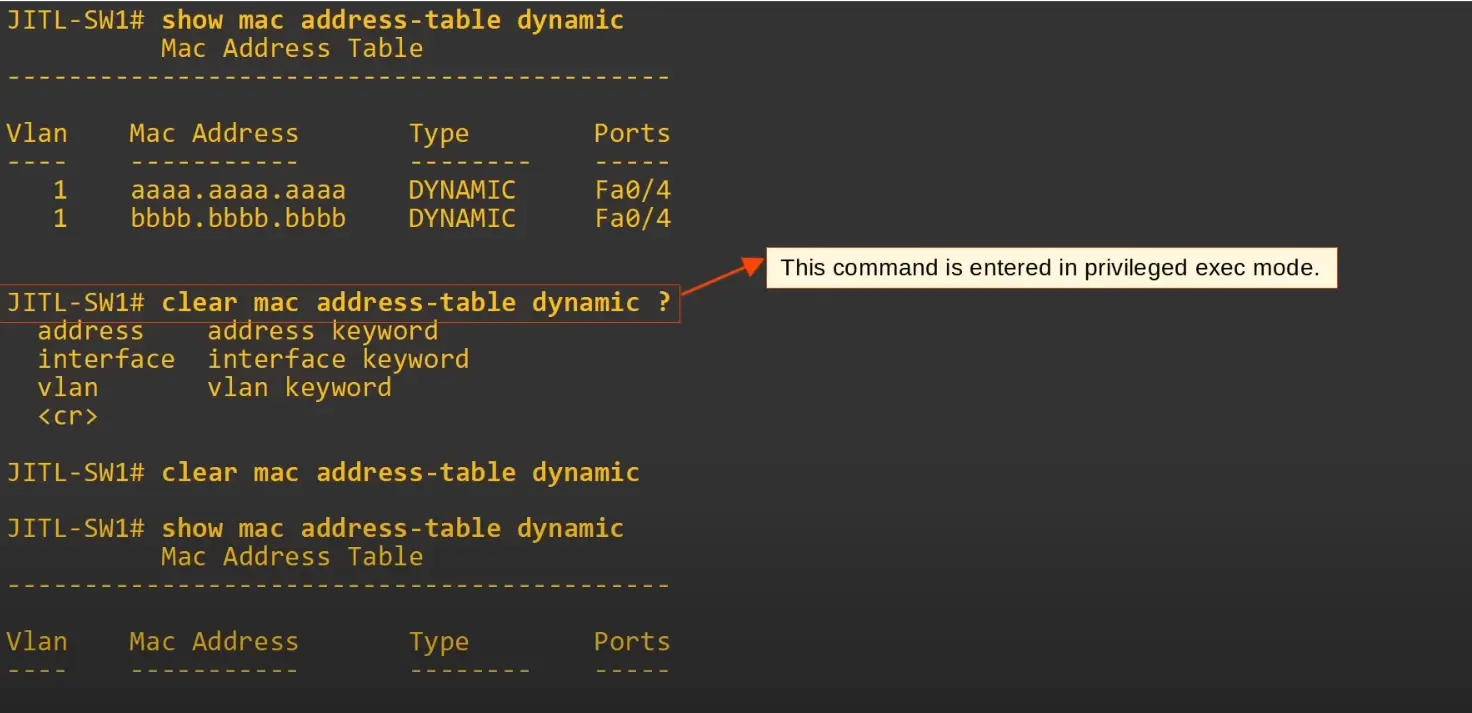 JITL-SW1# show mac address-table dynamic
Mac Address Table
-------------------------------------------
Vlan    Mac Address       Type        Ports
----    -----------       --------    -----
1    aaaa.aaaa.aaaa    DYNAMIC     Fa0/4
1    bbbb.bbbb.bbbb    DYNAMIC     Fa0/4
This command is entered in privileged exec mode.
JITL-SW1# clear mac address-table dynamic ?
address    address keyword
interface  interface keyword
vlan       vlan keyword
<cr>
JITL-SW1# clear mac address-table dynamic
JITL-SW1# show mac address-table dynamic
Mac Address Table
-------------------------------------------
Vlan    Mac Address       Type        Ports
----    -----------       --------    -----